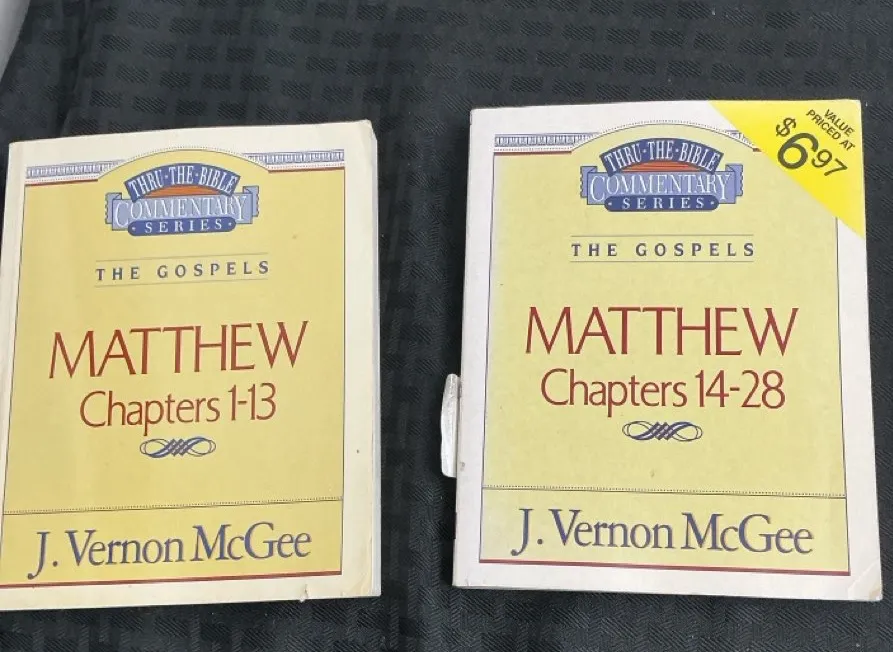 THRU·THE·BIBLE
COMMENTARY
·SERIES·
THE GOSPELS
MATTHEW
Chapters 1-13
J. Vernon McGee
VALUE
PRICED AT
$6.97
THRU·THE·BIBLE
COMMENTARY
·SERIES·
THE GOSPELS
MATTHEW
Chapters 14-28
J. Vernon McGee